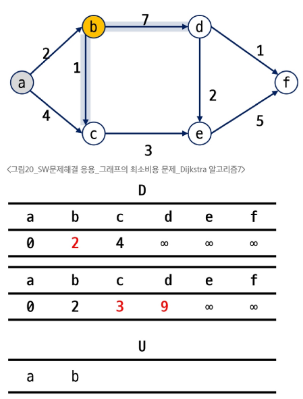 b
7
d
2
1
1
a
2
f
4
5
c
3
e
<그림20_SW문제해결 응용_그래프의 최소비용 문제_Dijkstra 알고리즘7>
D
a b c d e f
0 2 4 ∞ ∞ ∞
a b c d e f
0 2 3 9 ∞ ∞
U
a b